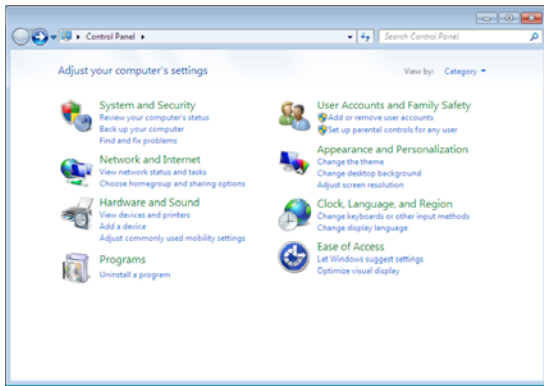 Control Panel
Search Control Panel
Adjust your computer's settings
View by: Category
System and Security
Review your computer's status
Back up your computer
Find and fix problems
Network and Internet
View network status and tasks
Choose homegroup and sharing options
Hardware and Sound
View devices and printers
Add a device
Adjust commonly used mobility settings
Programs
Uninstall a program
User Accounts and Family Safety
Add or remove user accounts
Set up parental controls for any user
Appearance and Personalization
Change the theme
Change desktop background
Adjust screen resolution
Clock, Language, and Region
Change keyboards or other input methods
Change display language
Ease of Access
Let Windows suggest settings
Optimize visual display